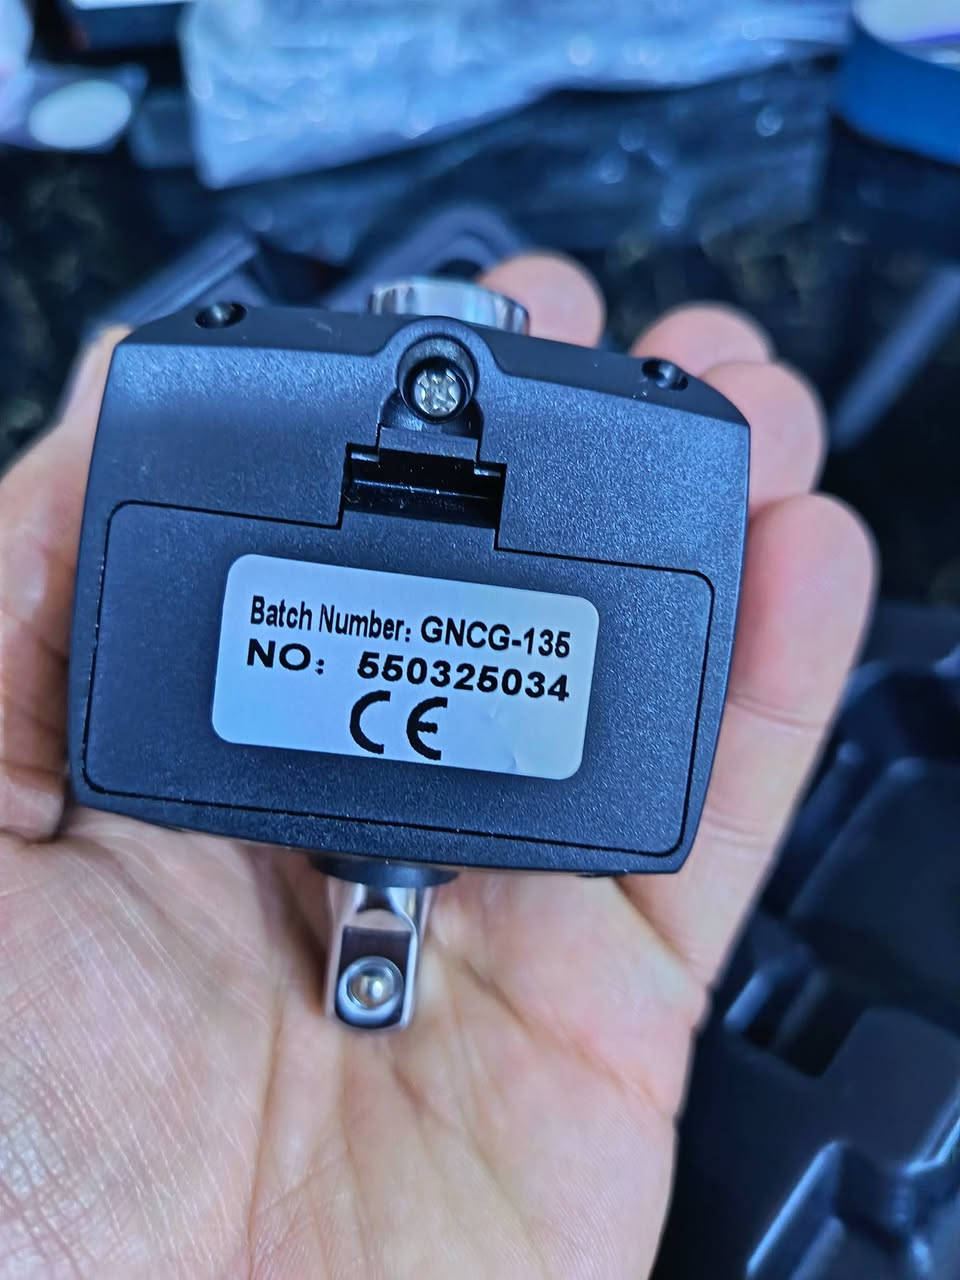 Batch Number: GNCG-135
NO: 550325034
CE